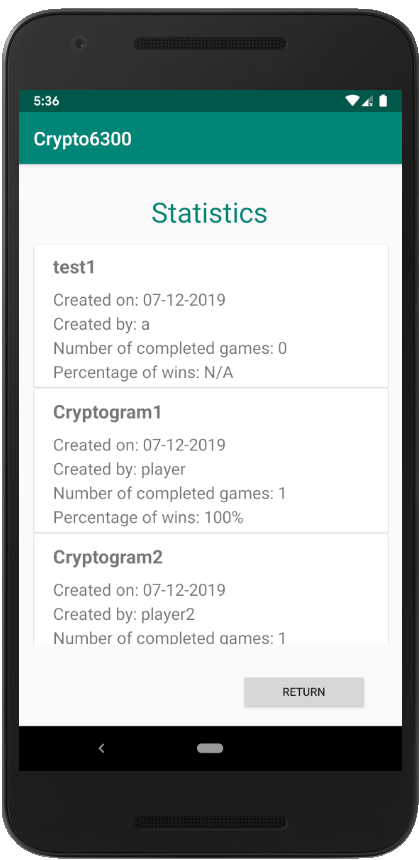 5:36
Crypto6300
Statistics
test1
Created on: 07-12-2019
Created by: a
Number of completed games: 0
Percentage of wins: N/A
Cryptogram1
Created on: 07-12-2019
Created by: player
Number of completed games: 1
Percentage of wins: 100%
Cryptogram2
Created on: 07-12-2019
Created by: player2
Number of completed games: 1
RETURN